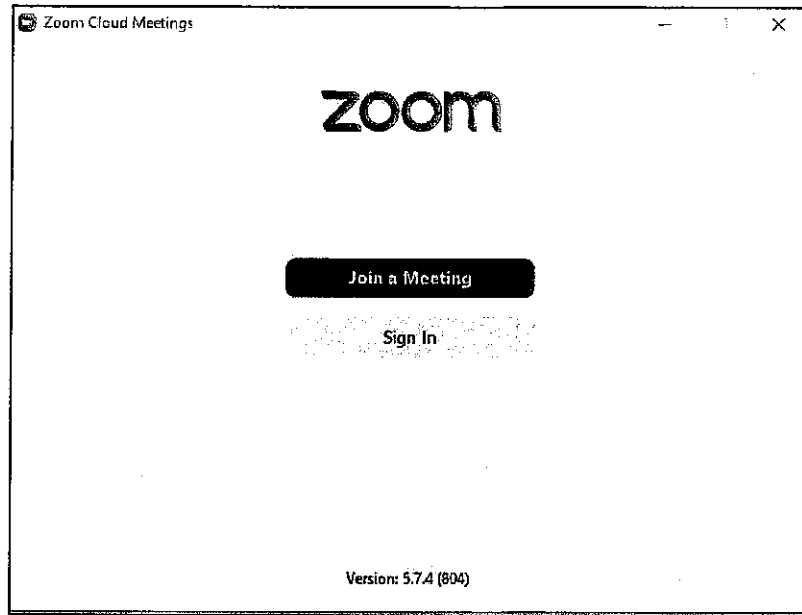 Zoom Cloud Meetings
zoom
Join a Meeting
Sign In
Version: 5.7.4 (804)